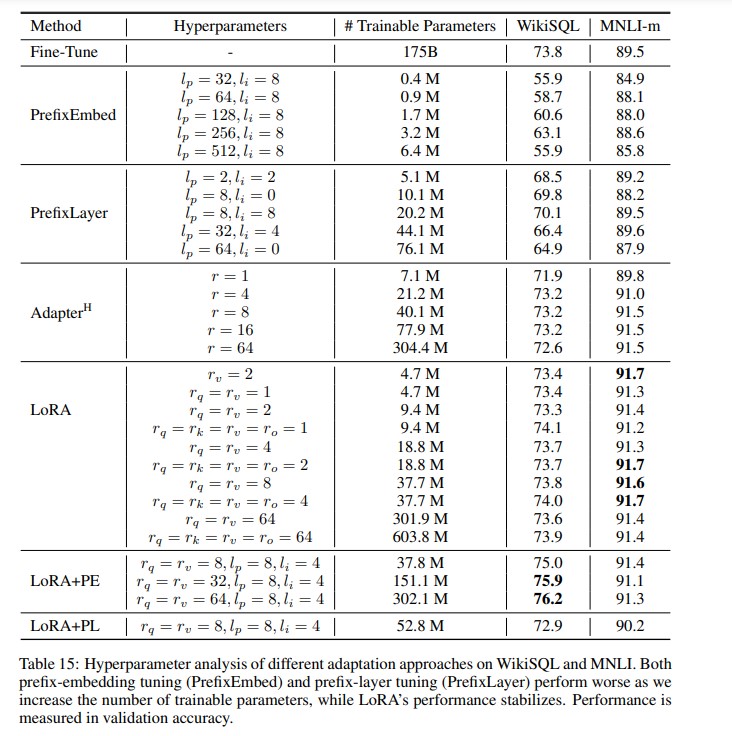 Method | Hyperparameters | # Trainable Parameters | WikiSQL | MNLI-m
Fine-Tune | - | 175B | 73.8 | 89.5
l_p = 32, l_i = 8 | 0.4 M | 55.9 | 84.9
l_p = 64, l_i = 8 | 0.9 M | 58.7 | 88.1
PrefixEmbed | l_p = 128, l_i = 8 | 1.7 M | 60.6 | 88.0
l_p = 256, l_i = 8 | 3.2 M | 63.1 | 88.6
l_p = 512, l_i = 8 | 6.4 M | 55.9 | 85.8
l_p = 2, l_i = 2 | 5.1 M | 68.5 | 89.2
l_p = 8, l_i = 0 | 10.1 M | 69.8 | 88.2
PrefixLayer | l_p = 8, l_i = 8 | 20.2 M | 70.1 | 89.5
l_p = 32, l_i = 4 | 44.1 M | 66.4 | 89.6
l_p = 64, l_i = 0 | 76.1 M | 64.9 | 87.9
r = 1 | 7.1 M | 71.9 | 89.8
r = 4 | 21.2 M | 73.2 | 91.0
Adapter^H | r = 8 | 40.1 M | 73.2 | 91.5
r = 16 | 77.9 M | 73.2 | 91.5
r = 64 | 304.4 M | 72.6 | 91.5
r_v = 2 | 4.7 M | 73.4 | 91.7
r_q = r_v = 1 | 4.7 M | 73.4 | 91.3
LoRA | r_q = r_v = 2 | 9.4 M | 73.3 | 91.4
r_q = r_k = r_v = r_o = 1 | 9.4 M | 74.1 | 91.2
r_q = r_v = 4 | 18.8 M | 73.7 | 91.3
r_q = r_k = r_v = r_o = 2 | 18.8 M | 73.7 | 91.7
r_q = r_v = 8 | 37.7 M | 73.8 | 91.6
r_q = r_k = r_v = r_o = 4 | 37.7 M | 74.0 | 91.7
r_q = r_v = 64 | 301.9 M | 73.6 | 91.4
r_q = r_k = r_v = r_o = 64 | 603.8 M | 73.9 | 91.4
r_q = r_v = 8, l_p = 8, l_i = 4 | 37.8 M | 75.0 | 91.4
LoRA+PE | r_q = r_v = 32, l_p = 8, l_i = 4 | 151.1 M | 75.9 | 91.1
r_q = r_v = 64, l_p = 8, l_i = 4 | 302.1 M | 76.2 | 91.3
LoRA+PL | r_q = r_v = 8, l_p = 8, l_i = 4 | 52.8 M | 72.9 | 90.2
Table 15: Hyperparameter analysis of different adaptation approaches on WikiSQL and MNLI. Both
prefix-embedding tuning (PrefixEmbed) and prefix-layer tuning (PrefixLayer) perform worse as we
increase the number of trainable parameters, while LoRA's performance stabilizes. Performance is
measured in validation accuracy.